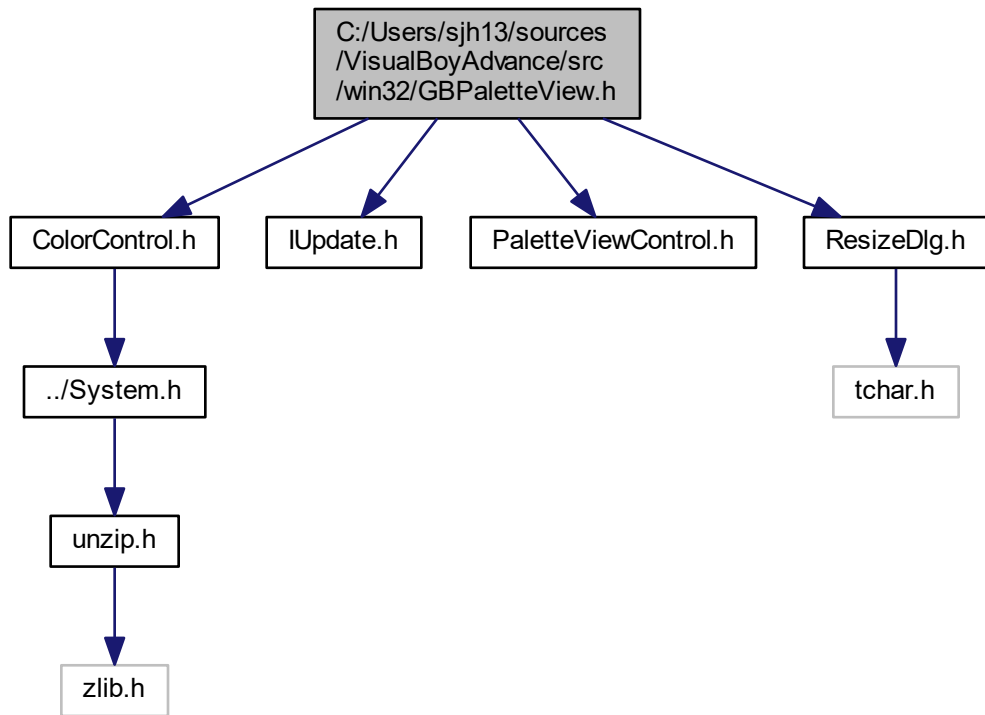 C:/Users/sjh13/sources
/VisualBoyAdvance/src
/win32/GBPaletteView.h
ColorControl.h
IUpdate.h
PaletteViewControl.h
ResizeDlg.h
../System.h
tchar.h
unzip.h
zlib.h